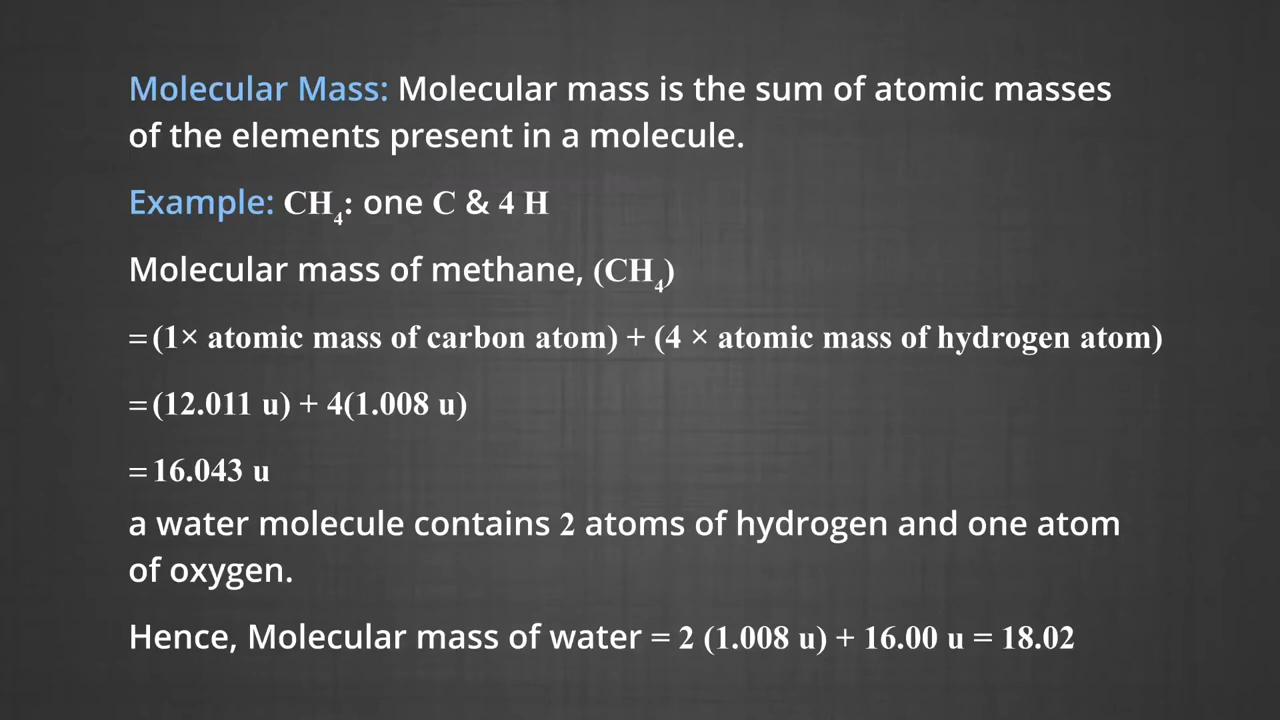 Molecular Mass: Molecular mass is the sum of atomic masses
of the elements present in a molecule.
Example: CH₄: one C & 4 H
Molecular mass of methane, (CH₄)
= (1× atomic mass of carbon atom) + (4 × atomic mass of hydrogen atom)
= (12.011 u) + 4(1.008 u)
= 16.043 u
a water molecule contains 2 atoms of hydrogen and one atom
of oxygen.
Hence, Molecular mass of water = 2 (1.008 u) + 16.00 u = 18.02